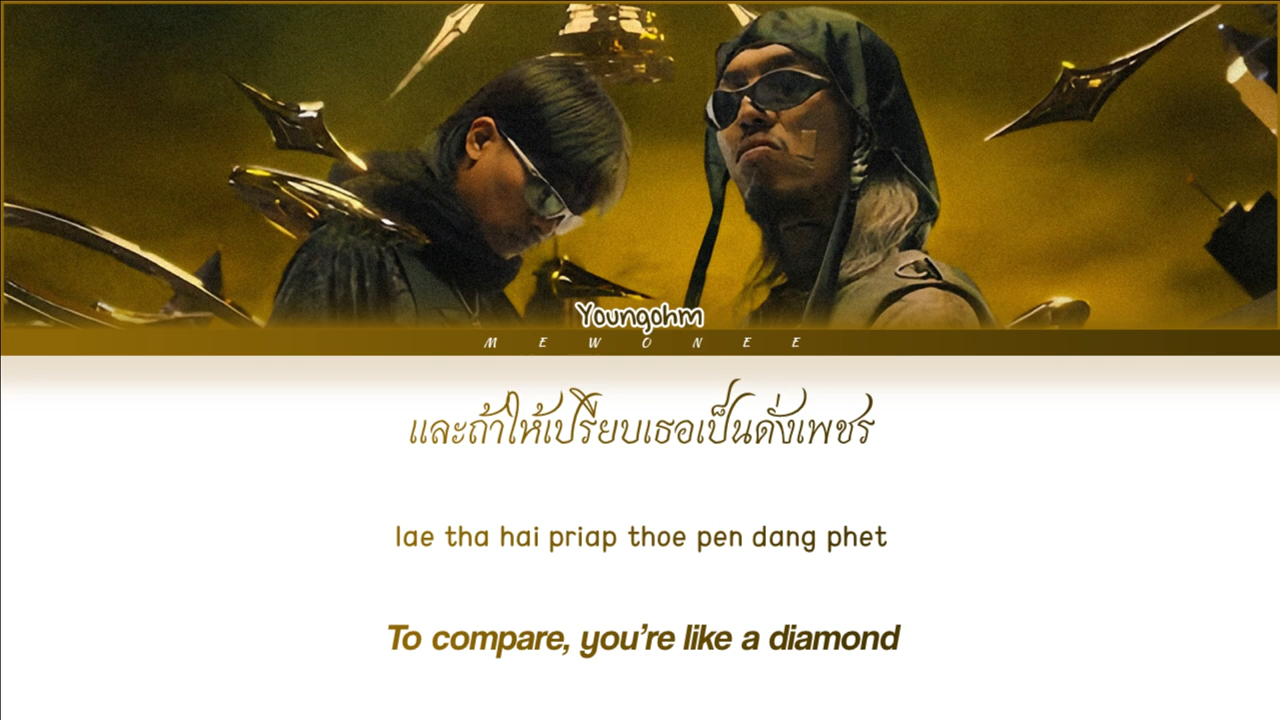 Youngohm
MEWONEE
และถ้าให้เปรียบเธอเป็นดั่งเพชร
lae tha hai priap thoe pen dang phet
To compare, you're like a diamond